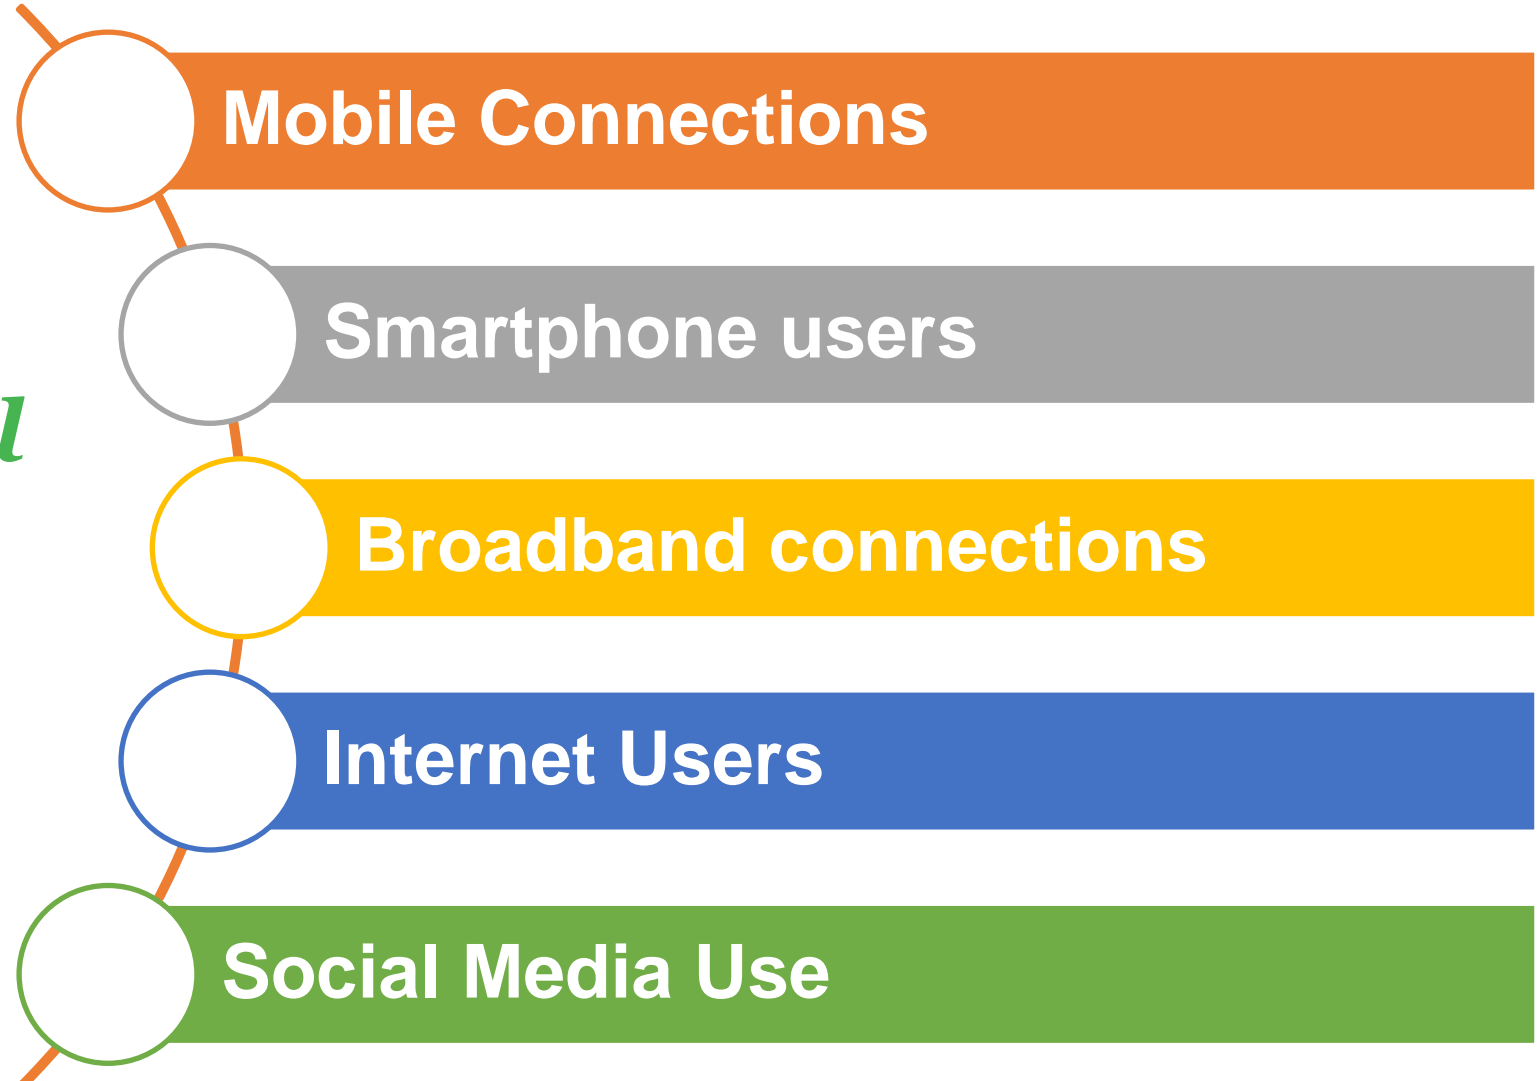 Mobile Connections
Smartphone users
l
Broadband connections
Internet Users
Social Media Use